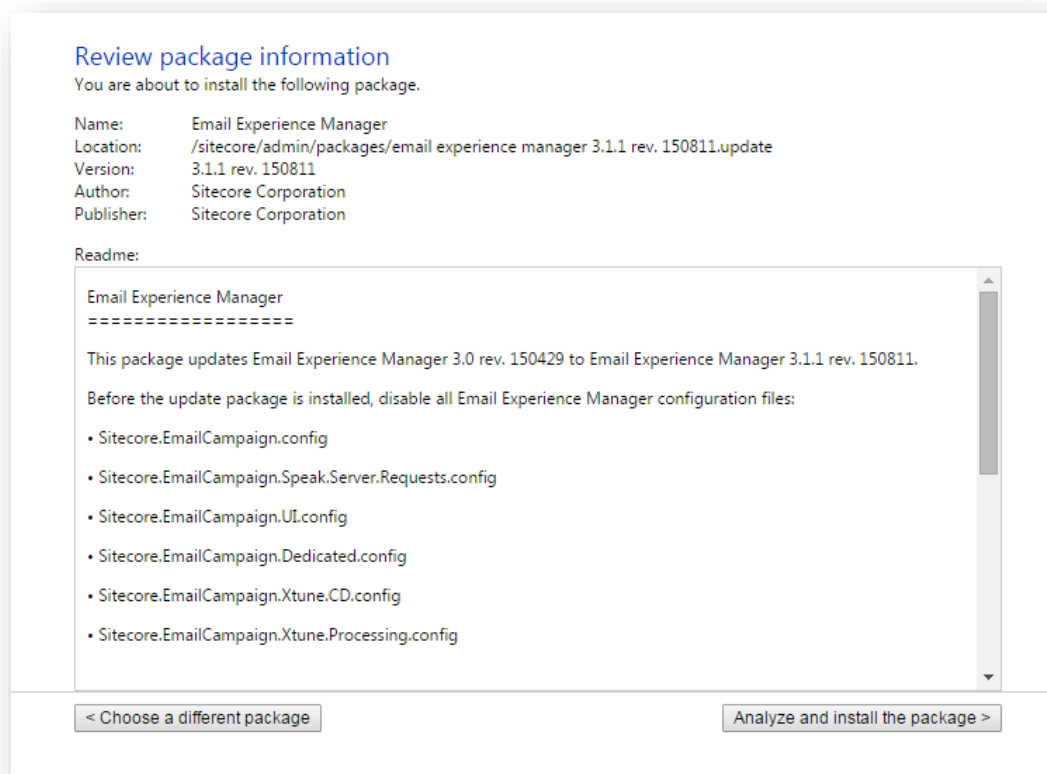 Review package information
You are about to install the following package.
Name: Email Experience Manager
Location: /sitecore/admin/packages/email experience manager 3.1.1 rev. 150811.update
Version: 3.1.1 rev. 150811
Author: Sitecore Corporation
Publisher: Sitecore Corporation
Readme:
Email Experience Manager
==================
This package updates Email Experience Manager 3.0 rev. 150429 to Email Experience Manager 3.1.1 rev. 150811.
Before the update package is installed, disable all Email Experience Manager configuration files:
• Sitecore.EmailCampaign.config
• Sitecore.EmailCampaign.Speak.Server.Requests.config
• Sitecore.EmailCampaign.UI.config
• Sitecore.EmailCampaign.Dedicated.config
• Sitecore.EmailCampaign.Xtune.CD.config
• Sitecore.EmailCampaign.Xtune.Processing.config
< Choose a different package
Analyze and install the package >